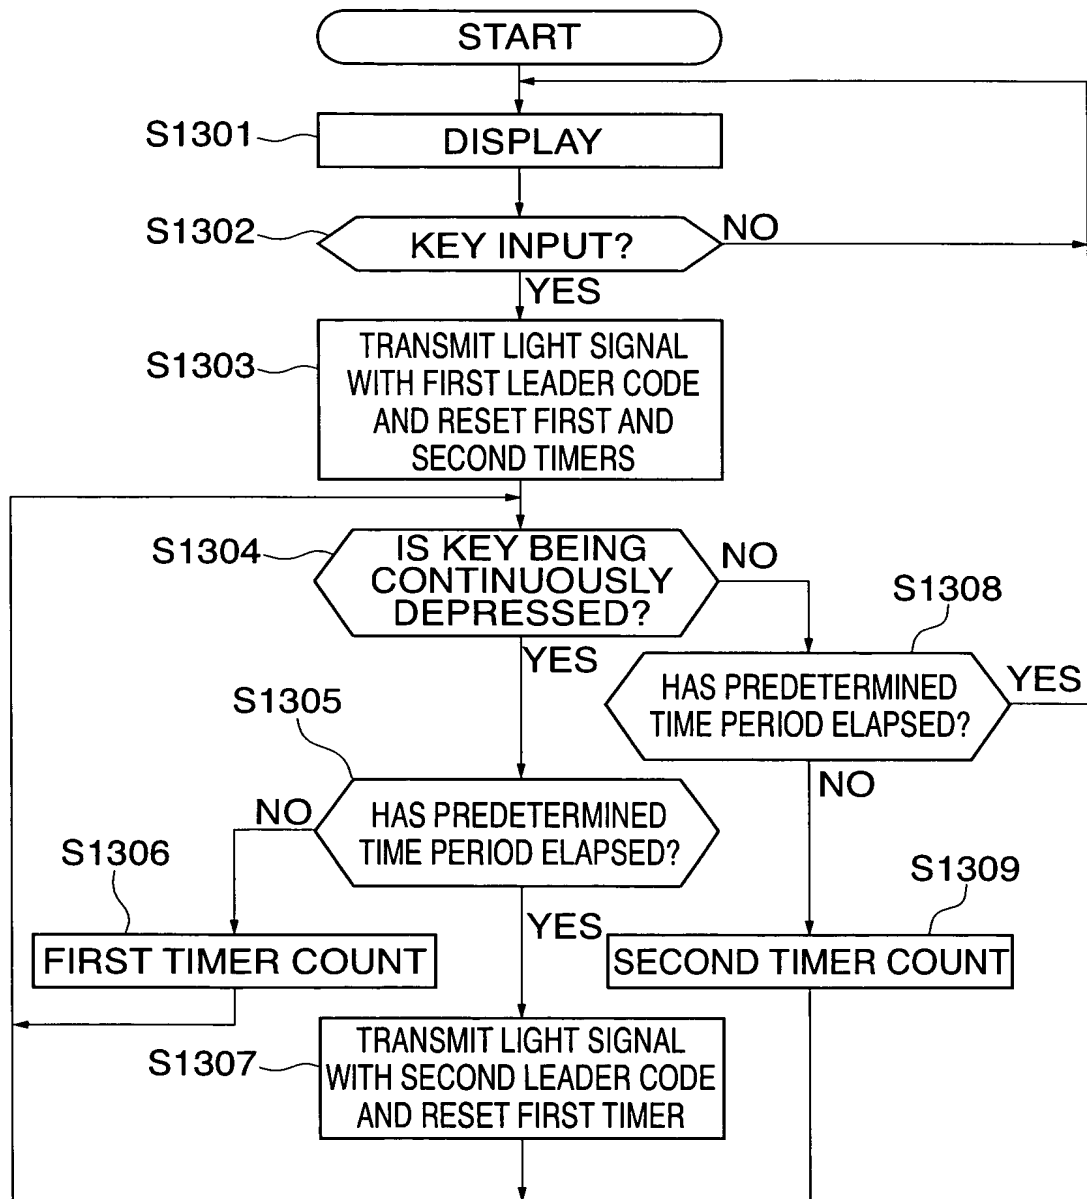 START
S1301
DISPLAY
S1302
KEY INPUT?
NO
YES
S1303
TRANSMIT LIGHT SIGNAL
WITH FIRST LEADER CODE
AND RESET FIRST AND
SECOND TIMERS
S1304
IS KEY BEING
CONTINUOUSLY
DEPRESSED?
NO
YES
S1308
HAS PREDETERMINED
TIME PERIOD ELAPSED?
YES
NO
S1305
HAS PREDETERMINED
TIME PERIOD ELAPSED?
NO
YES
S1306
FIRST TIMER COUNT
S1309
SECOND TIMER COUNT
S1307
TRANSMIT LIGHT SIGNAL
WITH SECOND LEADER CODE
AND RESET FIRST TIMER